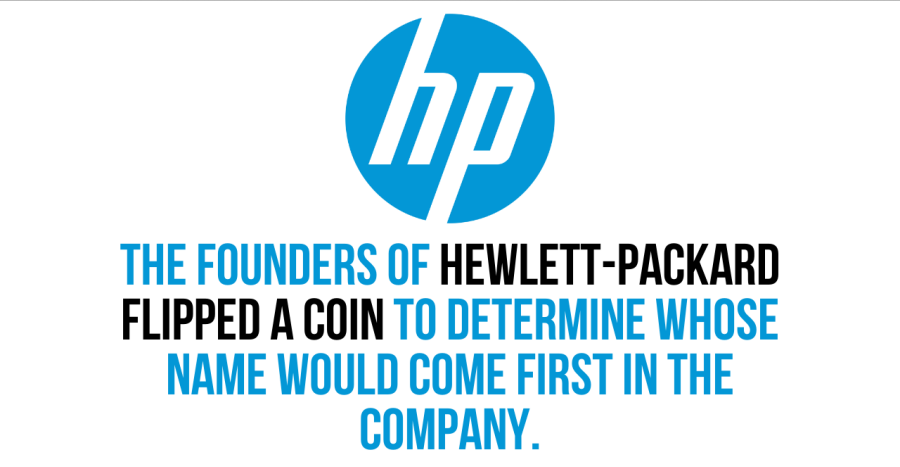 hp
THE FOUNDERS OF HEWLETT-PACKARD
FLIPPED A COIN TO DETERMINE WHOSE
NAME WOULD COME FIRST IN THE
COMPANY.